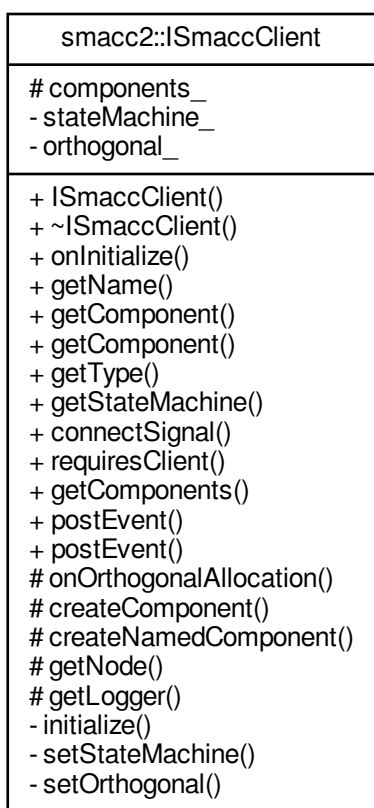 smacc2::ISmaccClient
# components_
- stateMachine_
- orthogonal_
+ ISmaccClient()
+ ~ISmaccClient()
+ onInitialize()
+ getName()
+ getComponent()
+ getComponent()
+ getType()
+ getStateMachine()
+ connectSignal()
+ requiresClient()
+ getComponents()
+ postEvent()
+ postEvent()
# onOrthogonalAllocation()
# createComponent()
# createNamedComponent()
# getNode()
# getLogger()
- initialize()
- setStateMachine()
- setOrthogonal()